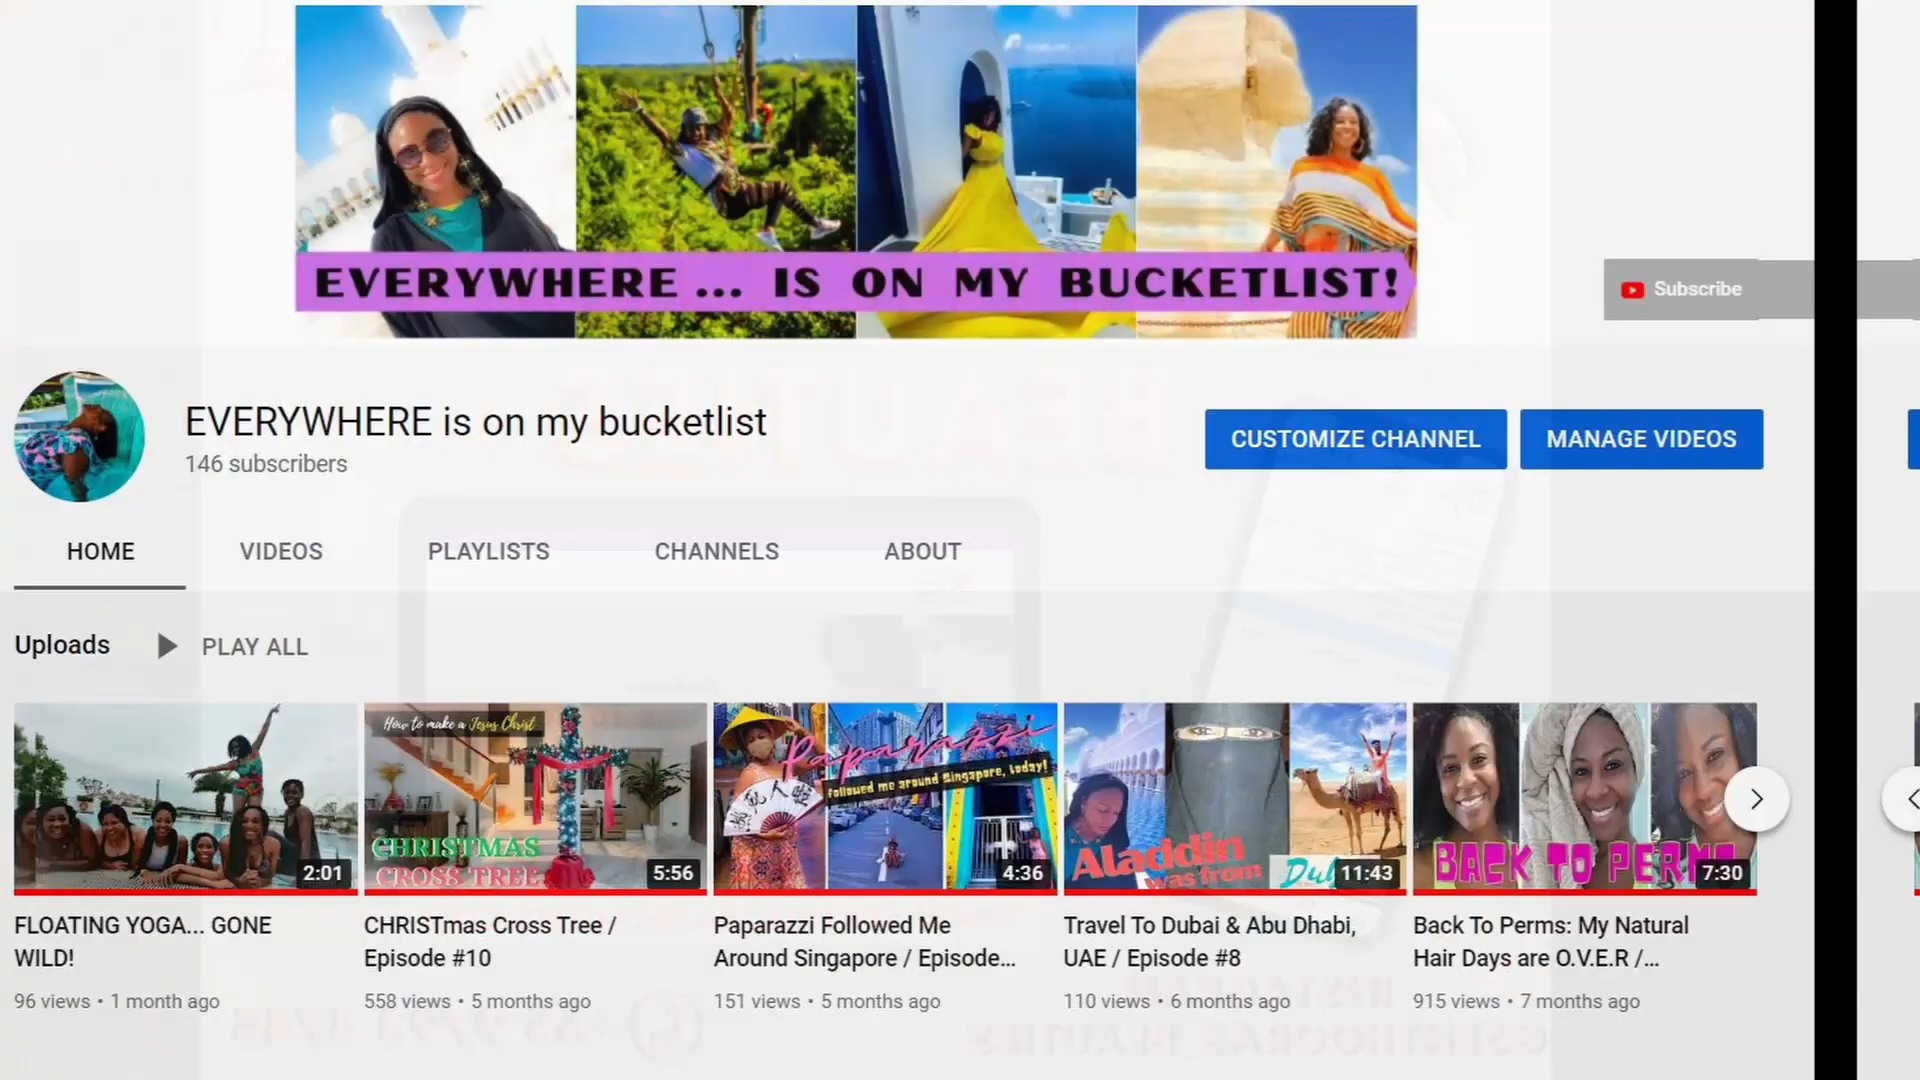 EVERYWHERE ... IS ON MY BUCKETLIST!
Subscribe
EVERYWHERE is on my bucketlist
146 subscribers
CUSTOMIZE CHANNEL
MANAGE VIDEOS
HOME
VIDEOS
PLAYLISTS
CHANNELS
ABOUT
Uploads
PLAY ALL
2:01
How to make a Jesus Christ
CHRISTMAS
CROSS TREE
5:56
Paparazzi
followed me around Singapore, today!
4:36
Aladdin
was from
11:43
BACK TO PERMS
7:30
FLOATING YOGA... GONE
WILD!
96 views • 1 month ago
CHRISTmas Cross Tree /
Episode #10
558 views • 5 months ago
Paparazzi Followed Me
Around Singapore / Episode...
151 views • 5 months ago
Travel To Dubai & Abu Dhabi,
UAE / Episode #8
110 views • 6 months ago
Back To Perms: My Natural
Hair Days are O.V.E.R /...
915 views • 7 months ago